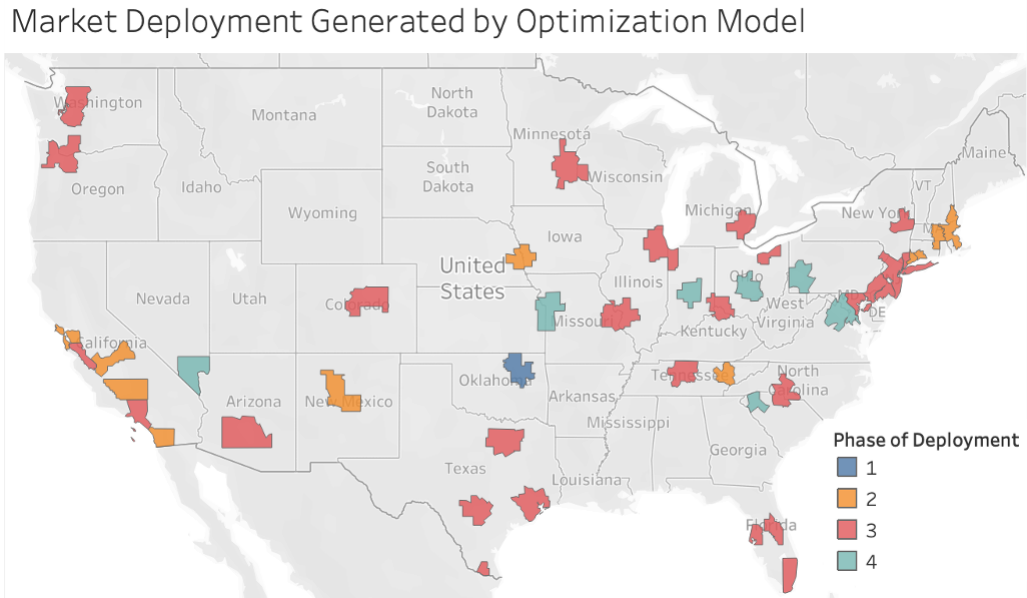 Market Deployment Generated by Optimization Model
Washington
Montana
North
Dakota
Minnesota
Maine
Oregon
Idaho
South
Dakota
Wisconsin
VT
Wyoming
Michigan
New York
Iowa
Nevada
Utah
United
States
Illinois
Ohio
Colorado
Missouri
West
Virginia
MD
DE
California
Kentucky
Arizona
New Mexico
Oklahoma
Arkansas
Tennessee
North
Carolina
Mississippi
Georgia
Texas
Louisiana
Florida
Phase of Deployment
1
2
3
4